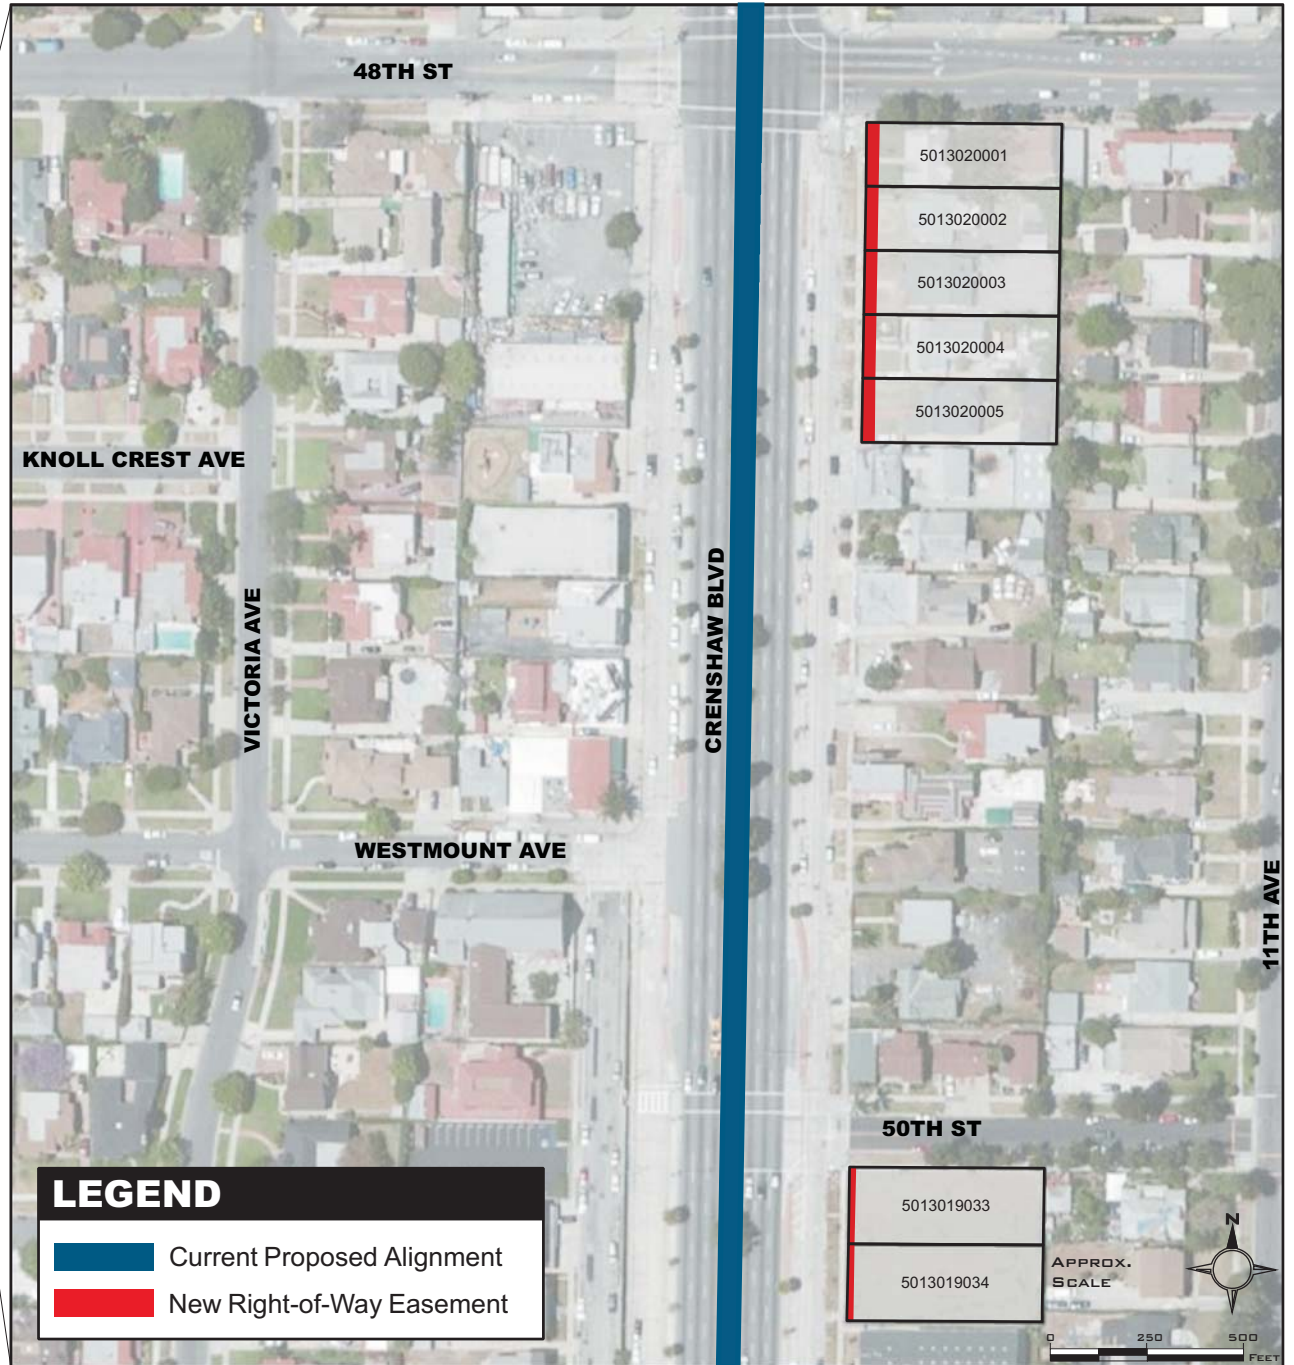 48TH ST
5013020001
5013020002
5013020003
5013020004
5013020005
KNOLL CREST AVE
VICTORIA AVE
CRENSHAW BLVD
WESTMOUNT AVE
11TH AVE
50TH ST
5013019033
5013019034
LEGEND
Current Proposed Alignment
New Right-of-Way Easement
N
APPROX.
SCALE
0 250 500
FEET